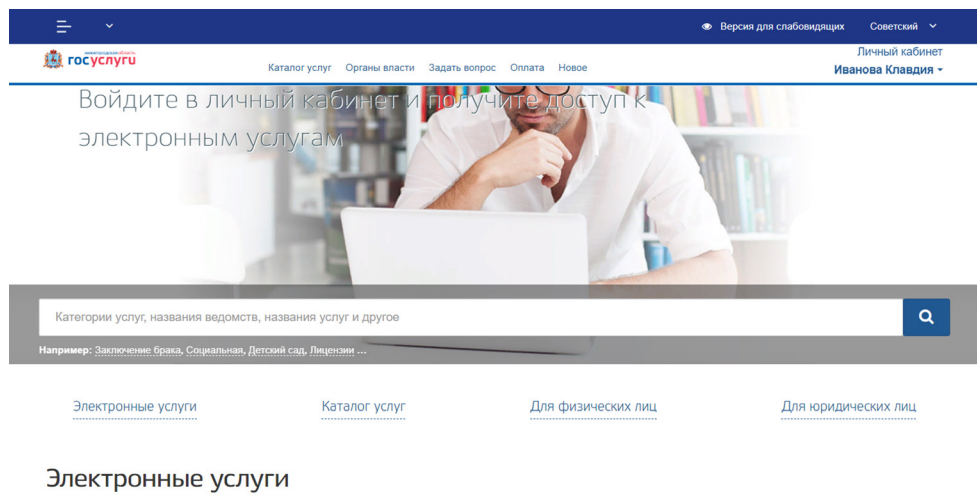 Версия для слабовидящих Советский
нижегородская область
госуслуги
Каталог услуг Органы власти Задать вопрос Оплата Новое
Личный кабинет
Иванова Клавдия
Войдите в личный кабинет и получите доступ к
электронным услугам
Категории услуг, названия ведомств, названия услуг и другое
Например: Заключение брака, Социальная, Детский сад, Лицензии ...
Электронные услуги Каталог услуг Для физических лиц Для юридических лиц
Электронные услуги